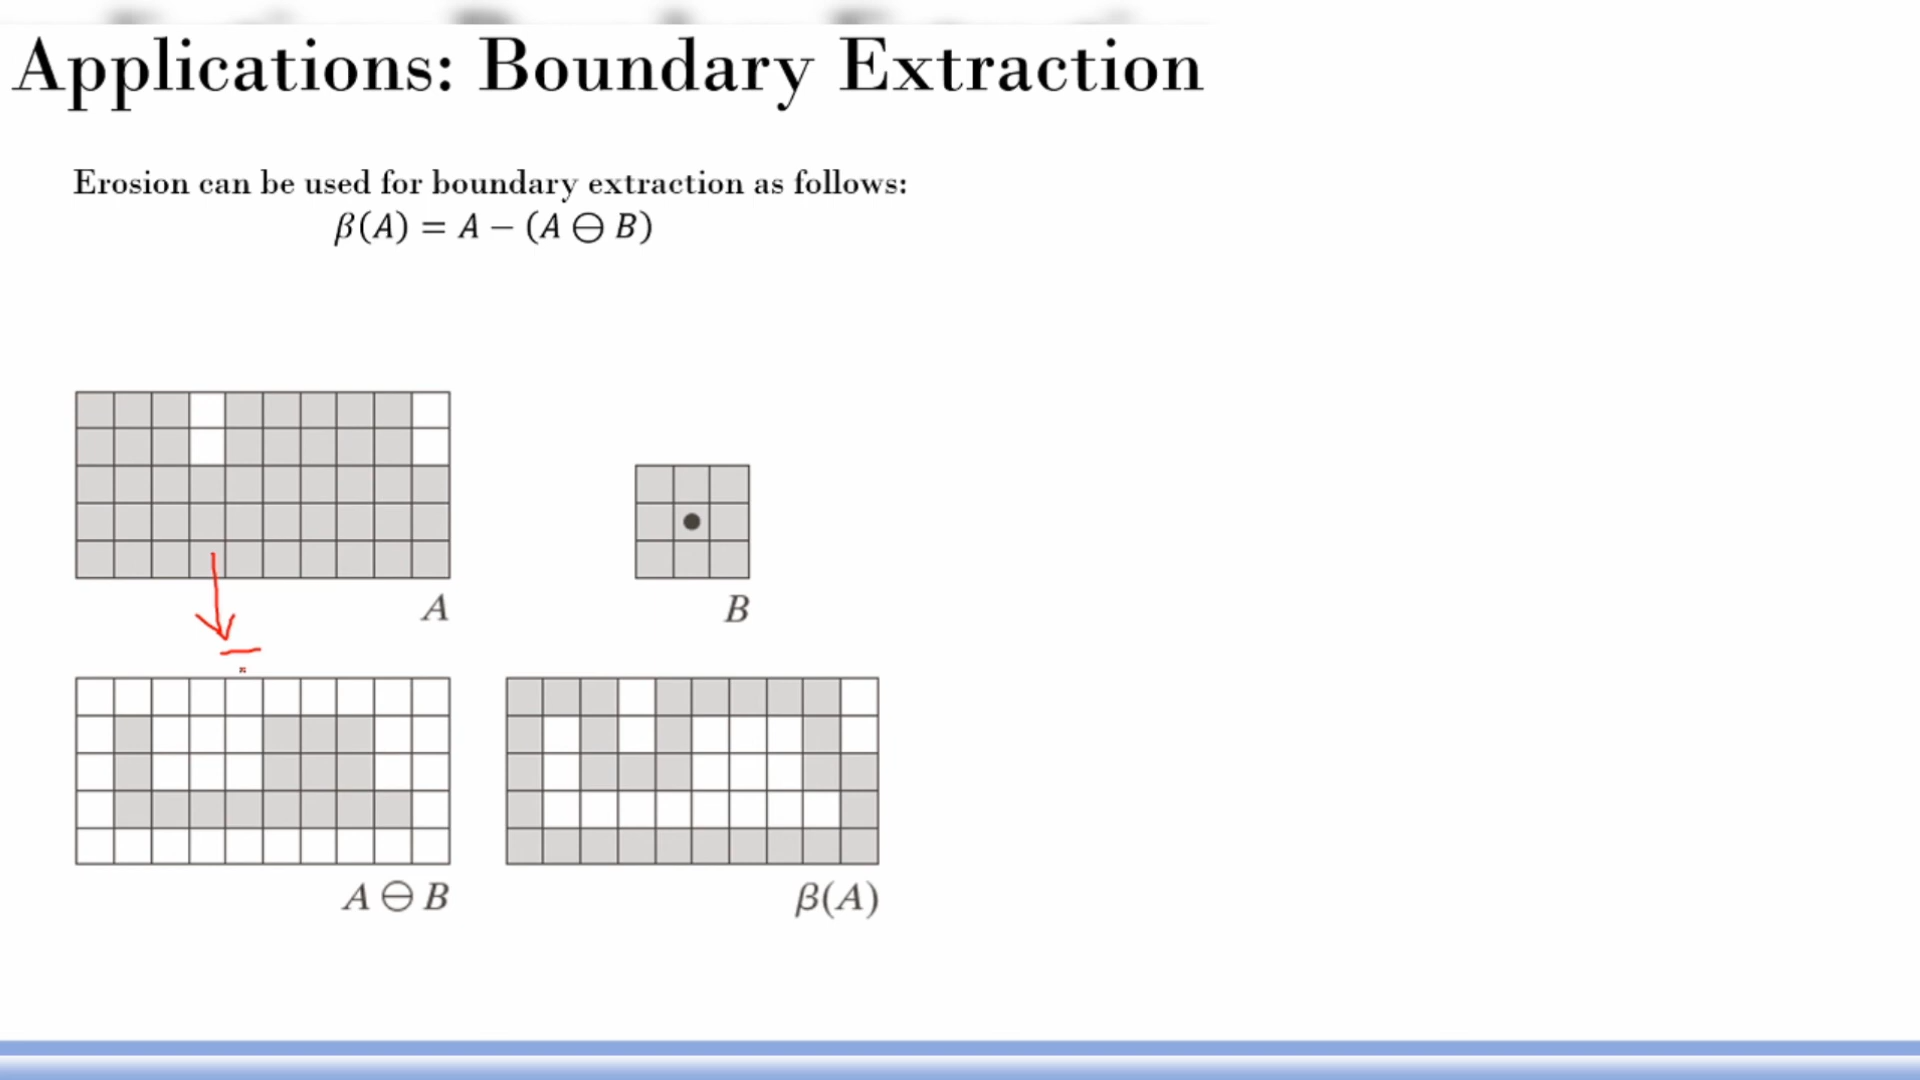 Applications: Boundary Extraction
Erosion can be used for boundary extraction as follows:
β(A) = A − (A ⊖ B)
A
B
A ⊖ B
β(A)